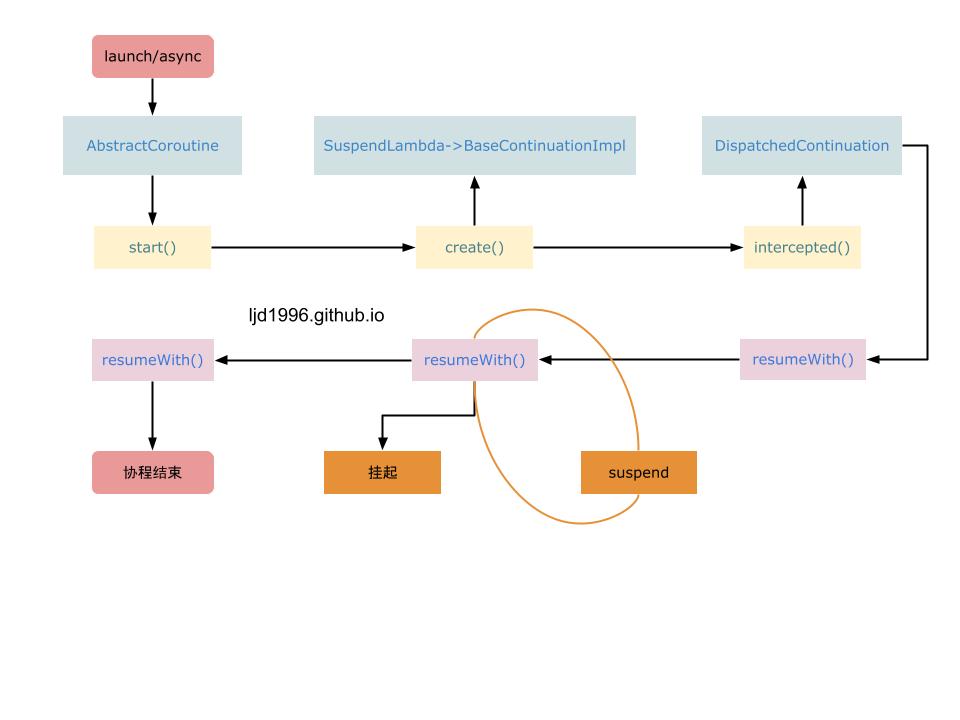 launch/async
AbstractCoroutine
SuspendLambda->BaseContinuationImpl
DispatchedContinuation
start()
create()
intercepted()
ljd1996.github.io
resumeWith()
resumeWith()
resumeWith()
协程结束
挂起
suspend